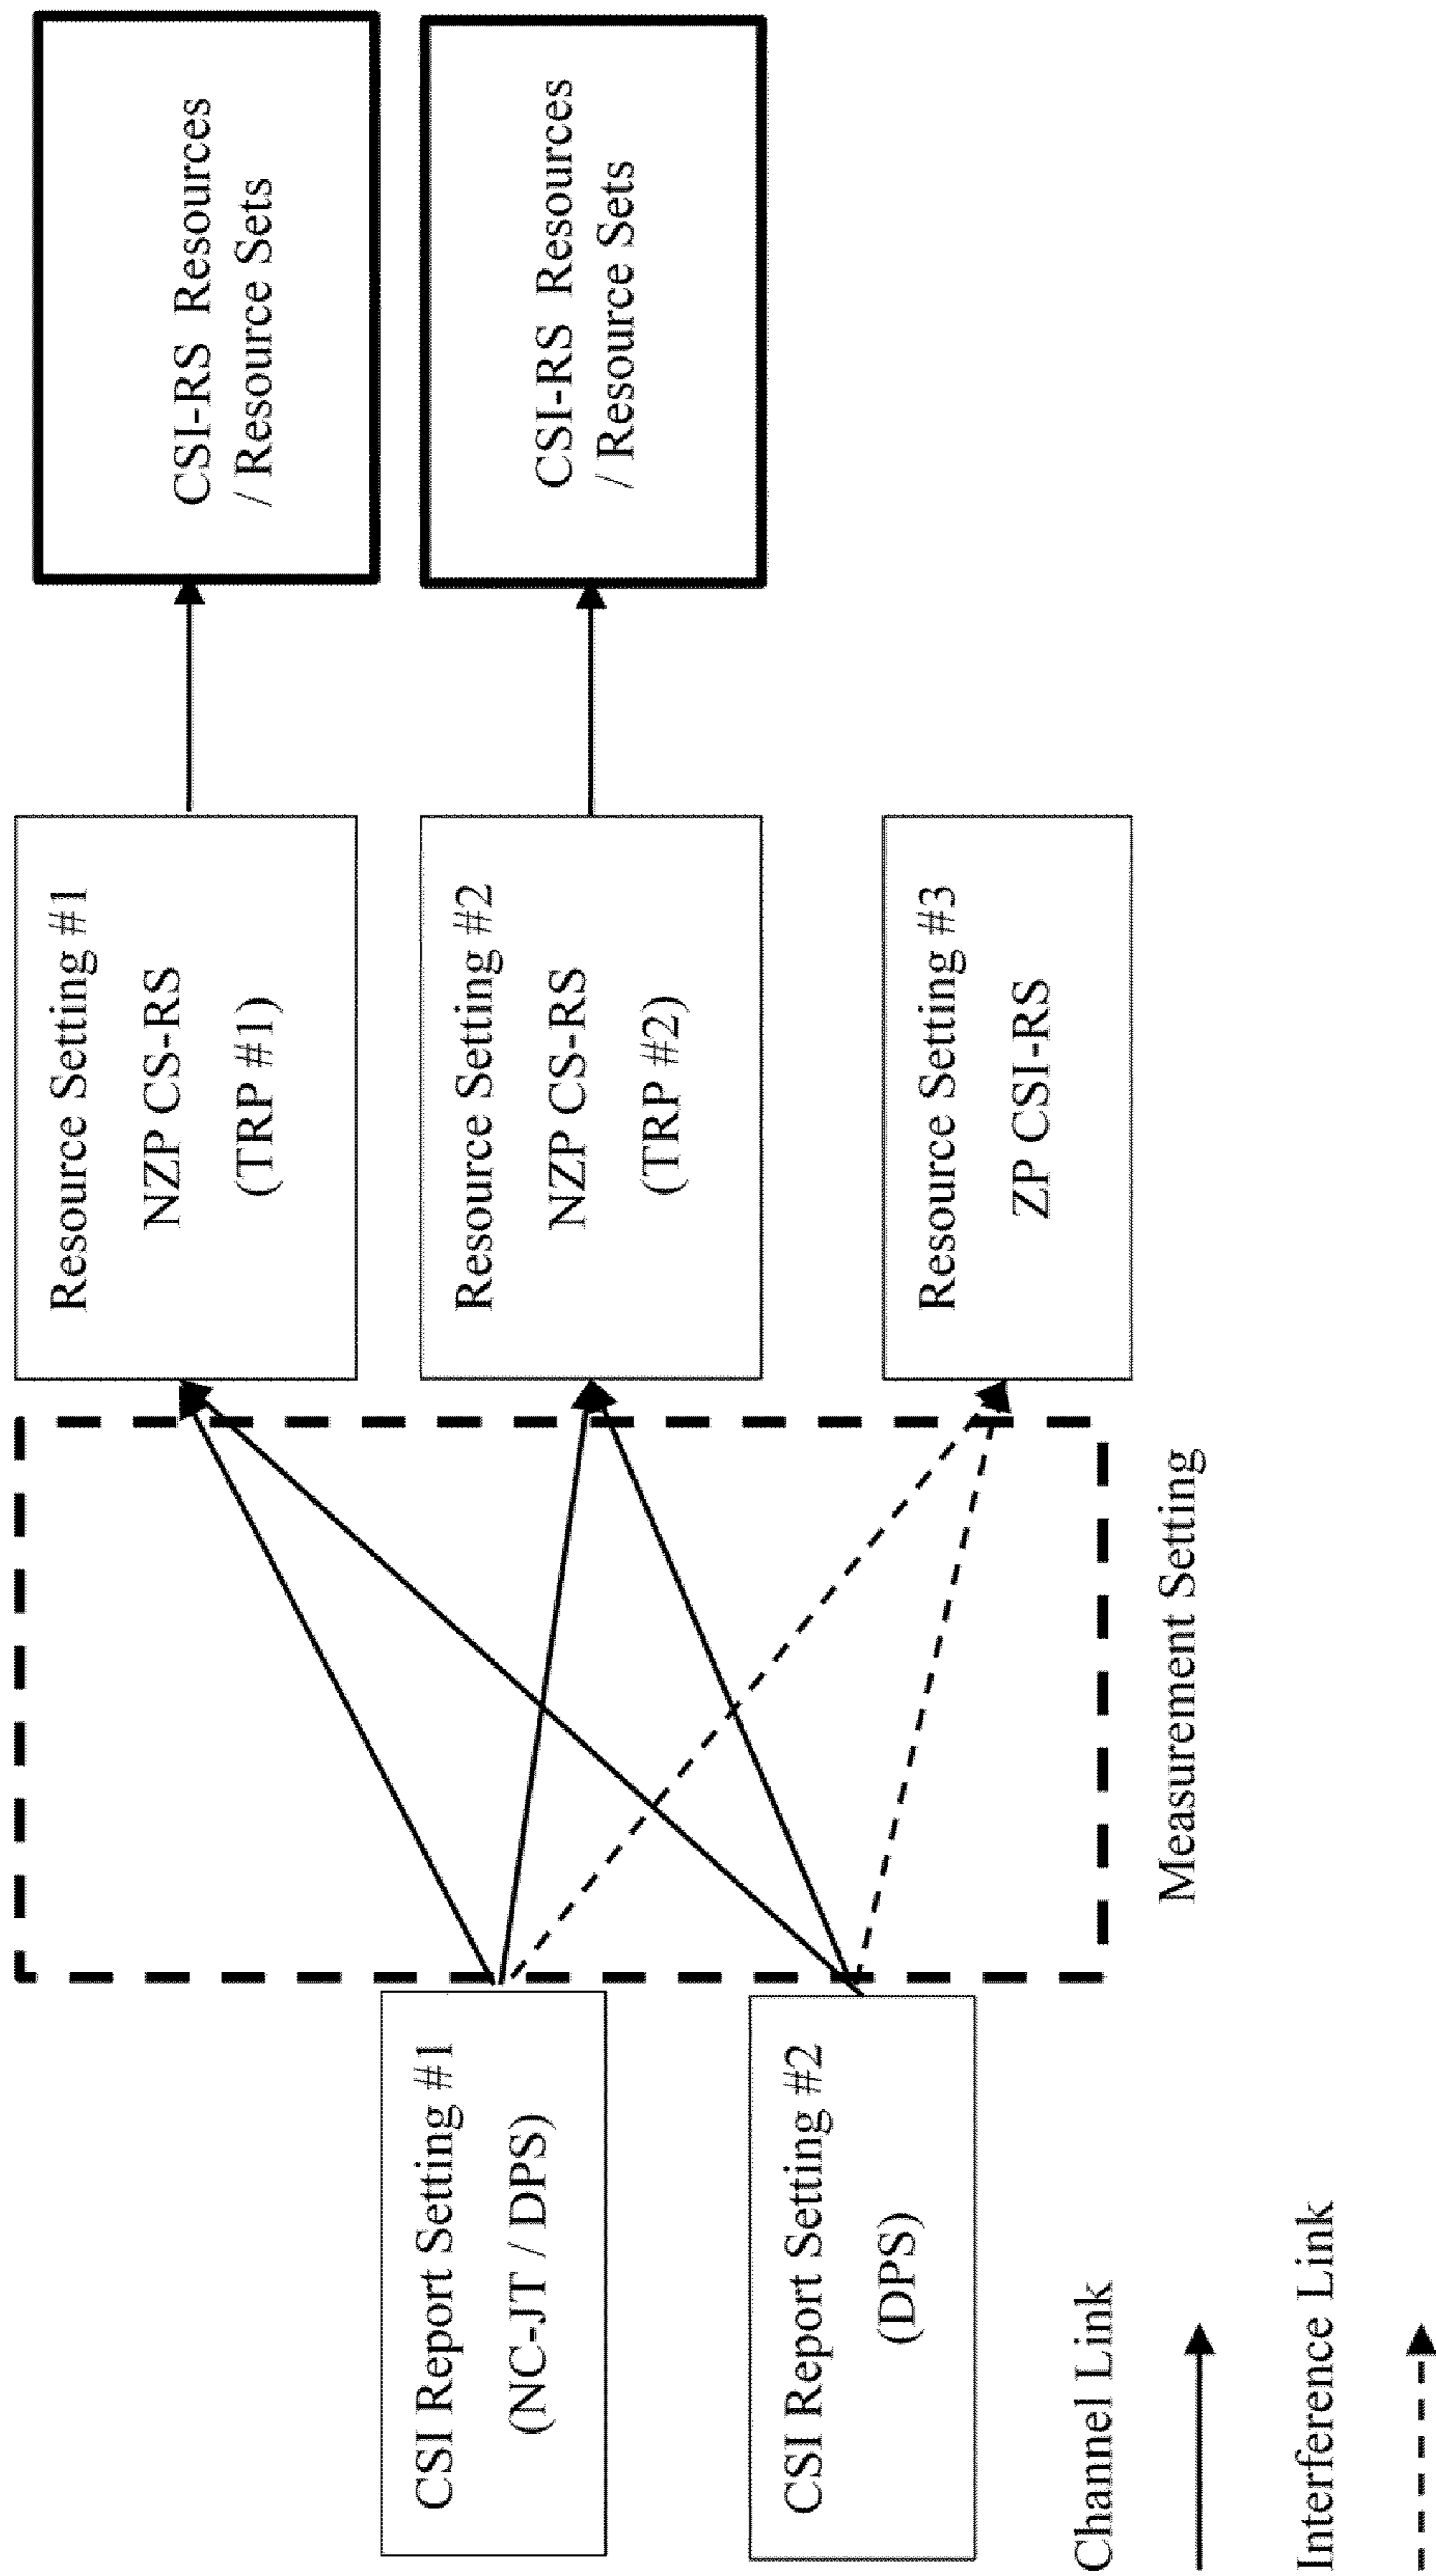 CSI Report Setting #1
(NC-JT / DPS)
CSI Report Setting #2
(DPS)
Channel Link
Interference Link
Measurement Setting
Resource Setting #1
NZP CS-RS
(TRP #1)
Resource Setting #2
NZP CS-RS
(TRP #2)
Resource Setting #3
ZP CSI-RS
CSI-RS Resources
/ Resource Sets
CSI-RS Resources
/ Resource Sets